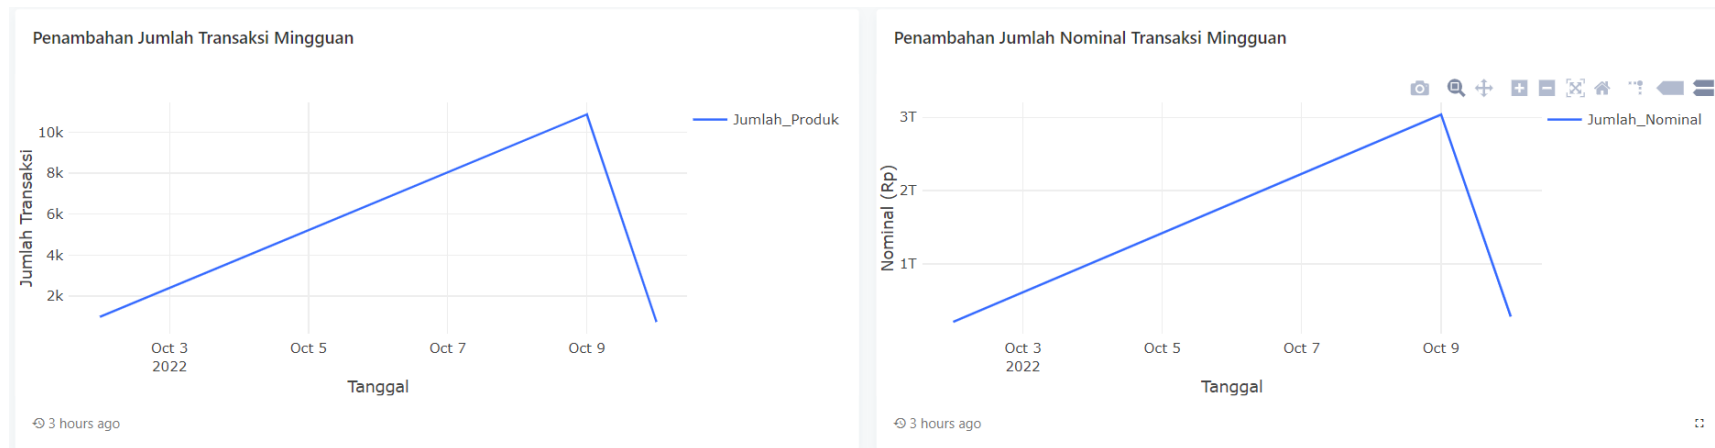 Penambahan Jumlah Transaksi Mingguan
Jumlah_Produk
10k
8k
6k
4k
2k
Jumlah Transaksi
Oct 3
2022
Oct 5
Oct 7
Oct 9
Tanggal
3 hours ago
Penambahan Jumlah Nominal Transaksi Mingguan
Jumlah_Nominal
3T
2T
1T
Nominal (Rp)
Oct 3
2022
Oct 5
Oct 7
Oct 9
Tanggal
3 hours ago